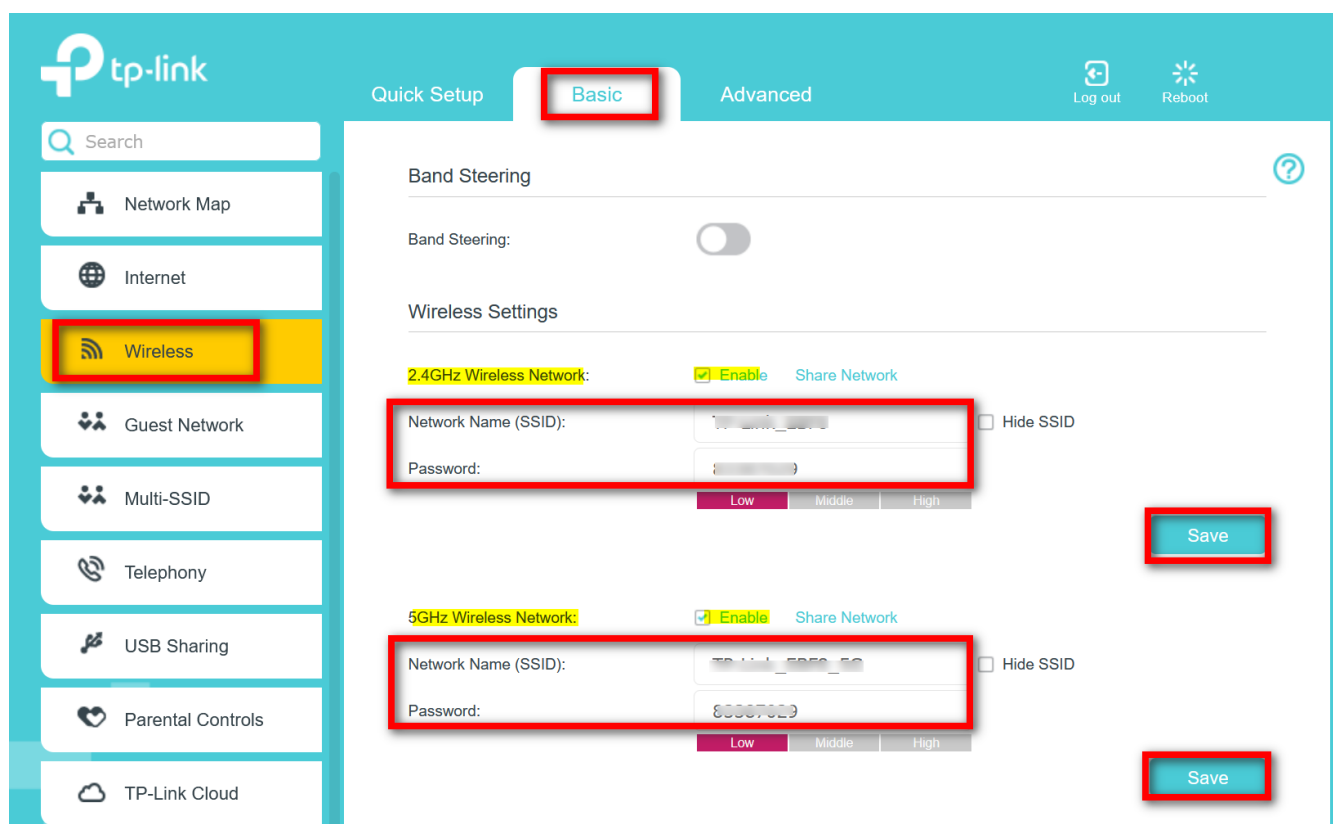 tp-link
Quick Setup Basic Advanced Log out Reboot
Search
Network Map
Internet
Wireless
Guest Network
Multi-SSID
Telephony
USB Sharing
Parental Controls
TP-Link Cloud
Band Steering
Band Steering:
Wireless Settings
2.4GHz Wireless Network: Enable Share Network
Network Name (SSID): Hide SSID
Password:
Low Middle High
Save
5GHz Wireless Network: Enable Share Network
Network Name (SSID): Hide SSID
Password:
Low Middle High
Save